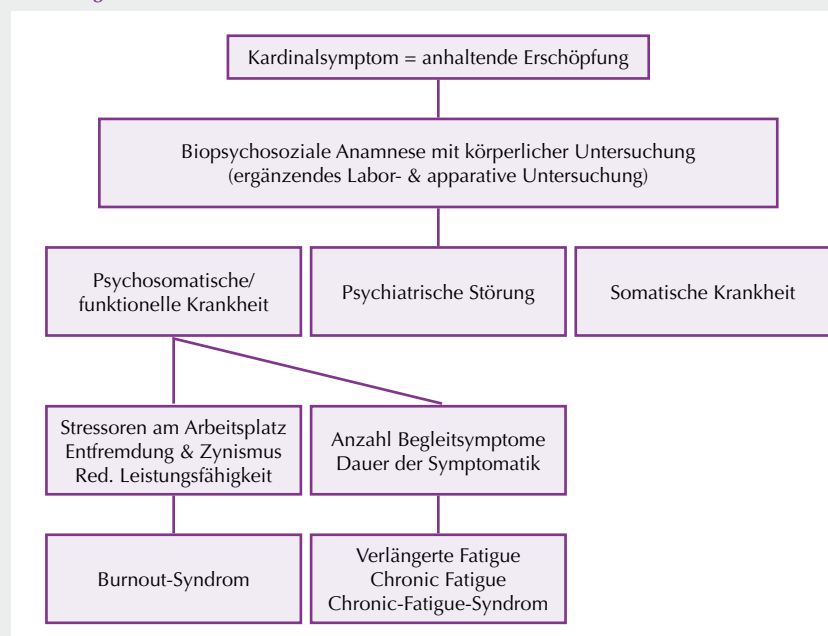 Kardinalsymptom = anhaltende Erschöpfung
Biopsychosoziale Anamnese mit körperlicher Untersuchung
(ergänzendes Labor- & apparative Untersuchung)
Psychosomatische/
funktionelle Krankheit
Psychiatrische Störung
Somatische Krankheit
Stressoren am Arbeitsplatz
Entfremdung & Zynismus
Red. Leistungsfähigkeit
Anzahl Begleitsymptome
Dauer der Symptomatik
Burnout-Syndrom
Verlängerte Fatigue
Chronic Fatigue
Chronic-Fatigue-Syndrom